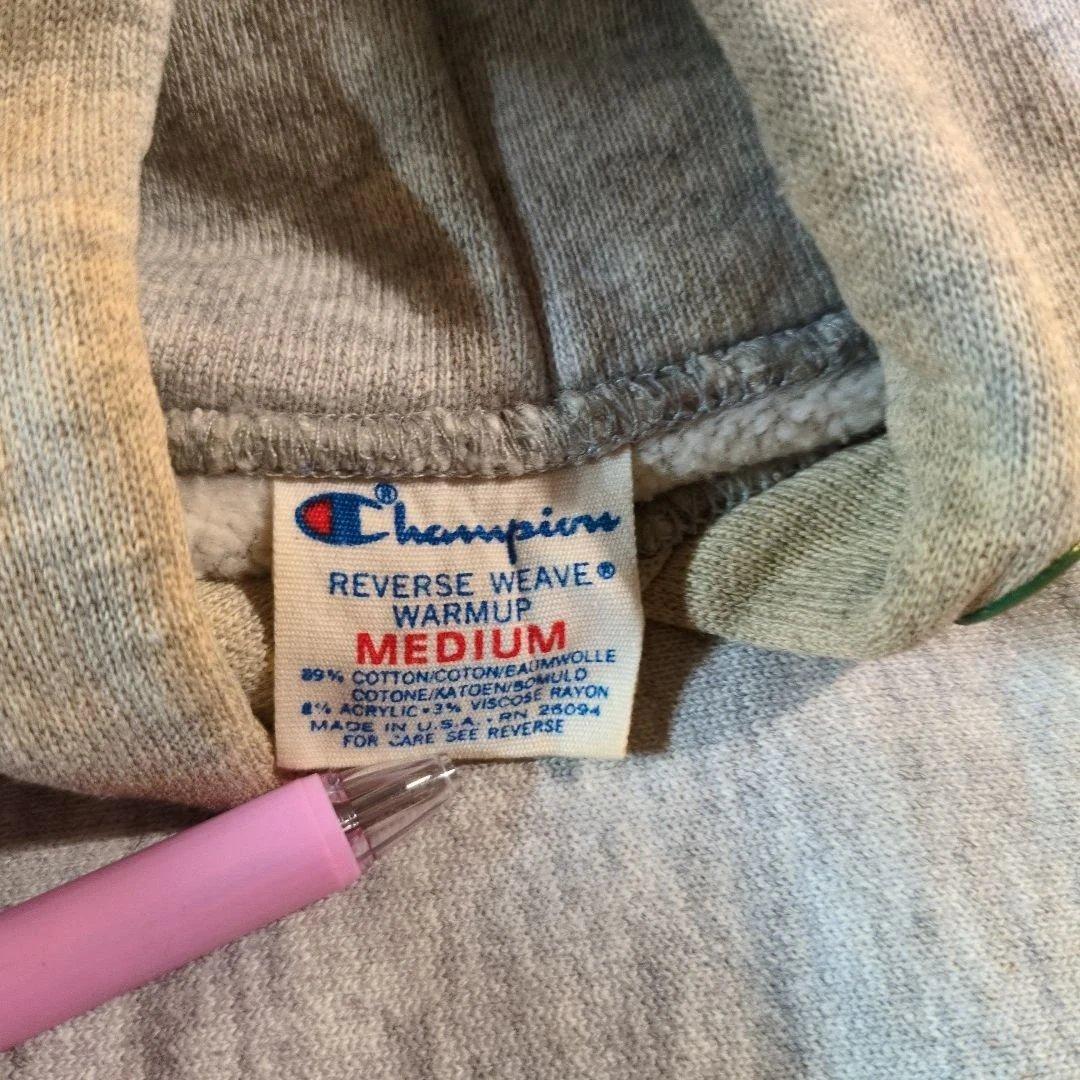 Champion®
REVERSE WEAVE®
WARMUP
MEDIUM
89% COTTON/COTON/BAUMWOLLE
COTONE/KATOEN/BOMULD
8% ACRYLIC • 3% VISCOSE RAYON
MADE IN U.S.A. • RN 26094
FOR CARE SEE REVERSE